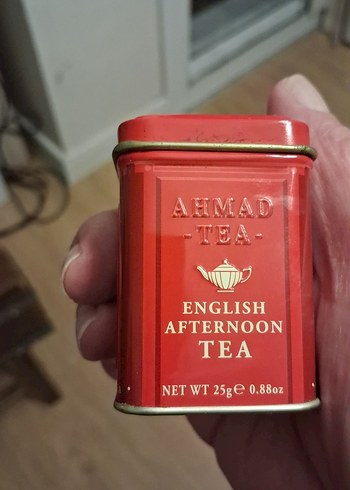 AHMAD
-TEA-
ENGLISH
AFTERNOON
TEA
NET WT 25g℮ 0.88oz